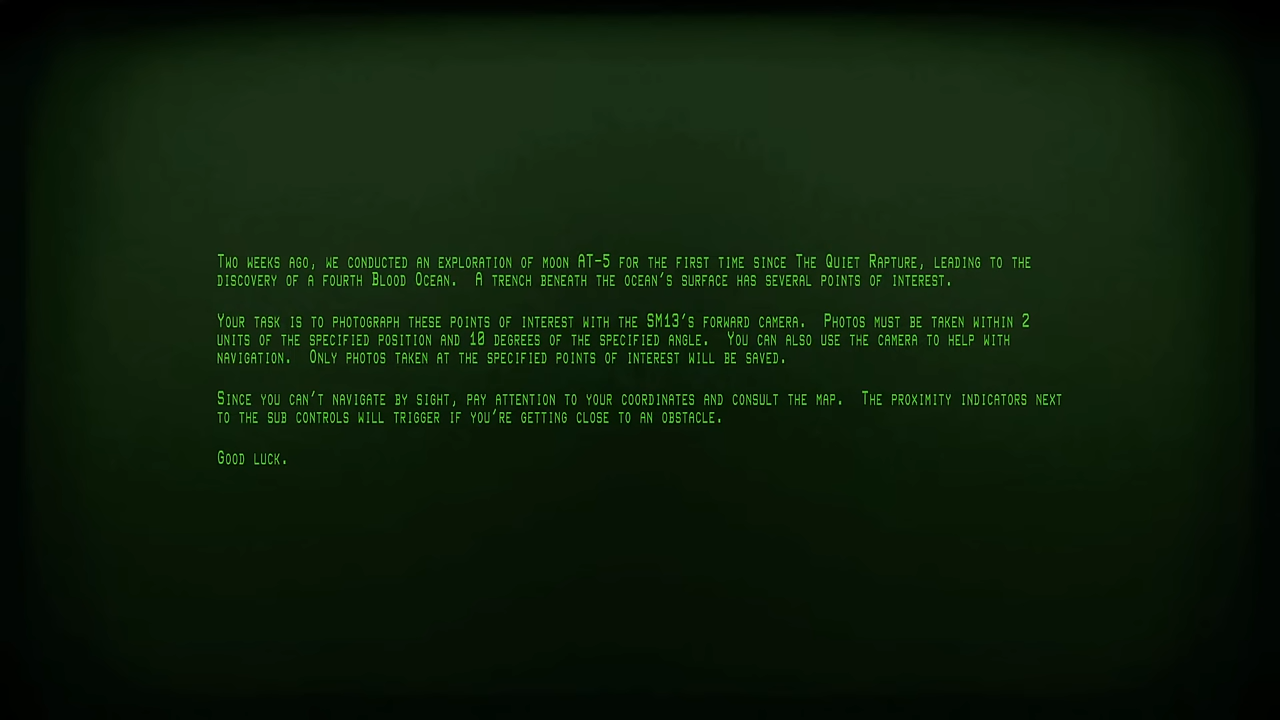 Two weeks ago, we conducted an exploration of moon AT-5 for the first time since The Quiet Rapture, leading to the
discovery of a fourth Blood Ocean.  A trench beneath the ocean's surface has several points of interest.
Your task is to photograph these points of interest with the SM13's forward camera.  Photos must be taken within 2
units of the specified position and 10 degrees of the specified angle.  You can also use the camera to help with
navigation.  Only photos taken at the specified points of interest will be saved.
Since you can't navigate by sight, pay attention to your coordinates and consult the map.  The proximity indicators next
to the sub controls will trigger if you're getting close to an obstacle.
Good luck.